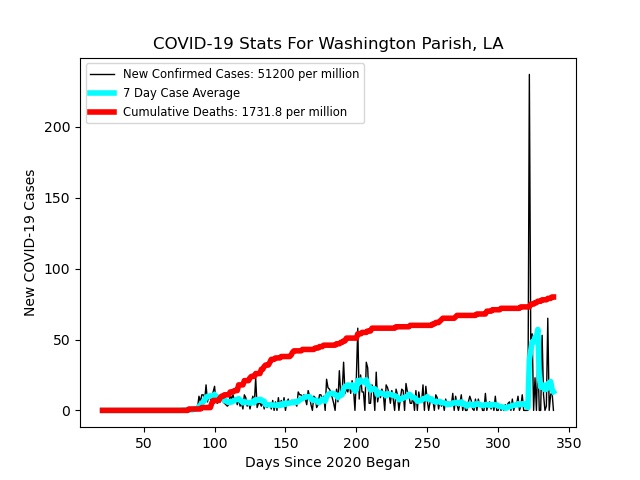 COVID-19 Stats For Washington Parish, LA
New Confirmed Cases: 51200 per million
7 Day Case Average
Cumulative Deaths: 1731.8 per million
New COVID-19 Cases
200
150
100
50
0
50 100 150 200 250 300 350
Days Since 2020 Began